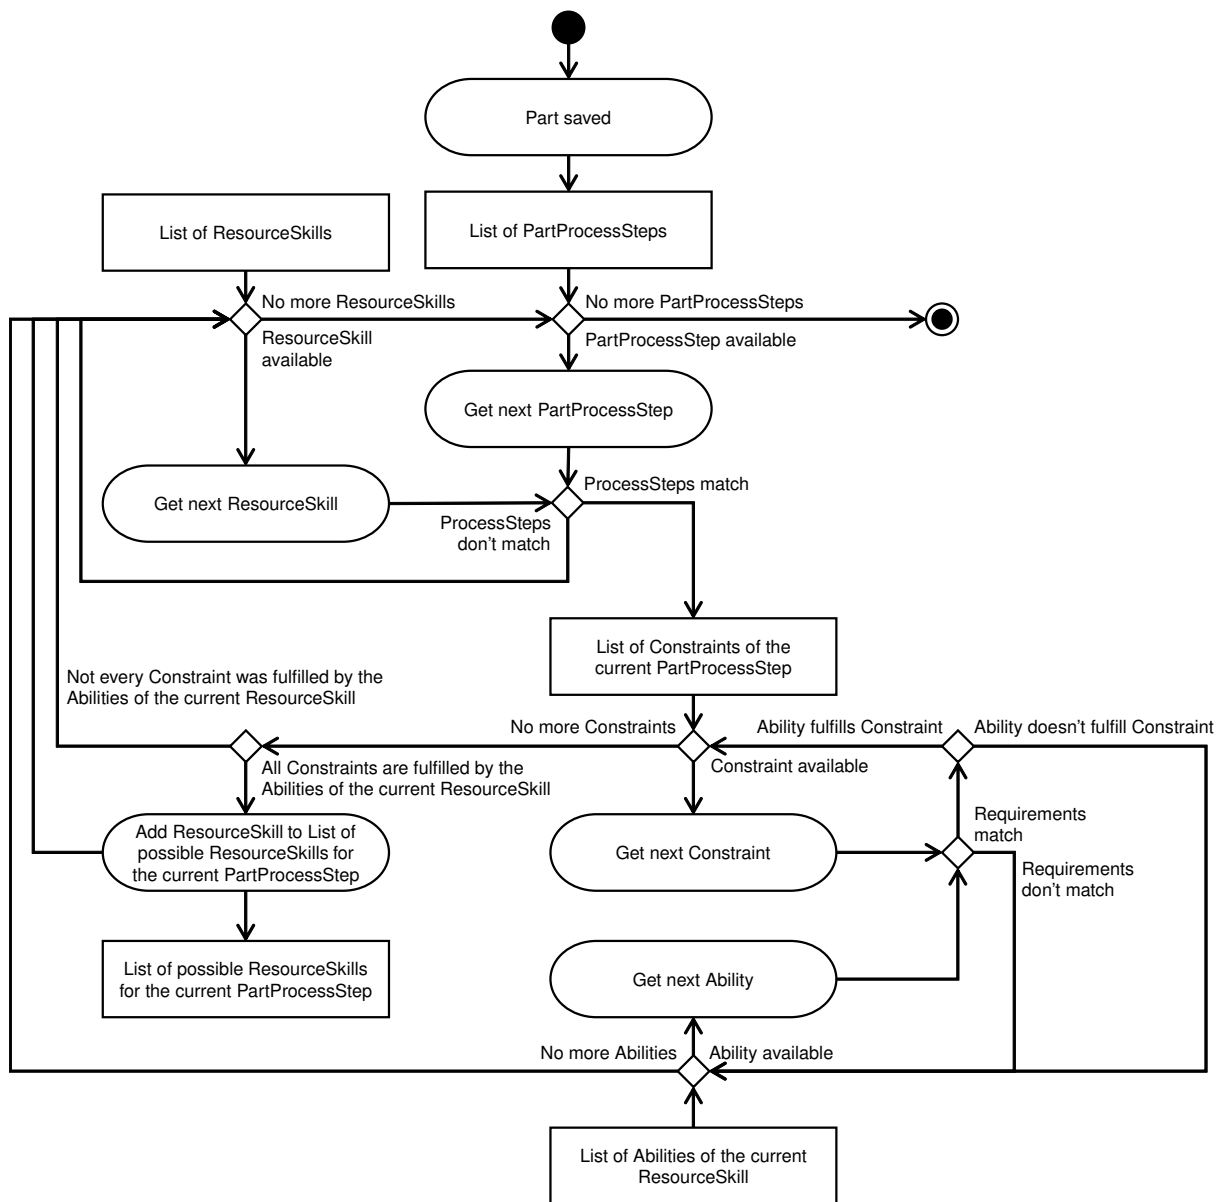 Part saved
List of ResourceSkills
List of PartProcessSteps
No more ResourceSkills
No more PartProcessSteps
ResourceSkill
available
PartProcessStep available
Get next PartProcessStep
ProcessSteps match
Get next ResourceSkill
ProcessSteps
don't match
List of Constraints of the
current PartProcessStep
Not every Constraint was fulfilled by the
Abilities of the current ResourceSkill
No more Constraints
Ability fulfills Constraint
Ability doesn't fulfill Constraint
All Constraints are fulfilled by the
Abilities of the current ResourceSkill
Constraint available
Add ResourceSkill to List of
possible ResourceSkills for
the current PartProcessStep
Get next Constraint
Requirements
match
Requirements
don't match
List of possible ResourceSkills
for the current PartProcessStep
Get next Ability
No more Abilities
Ability available
List of Abilities of the current
ResourceSkill